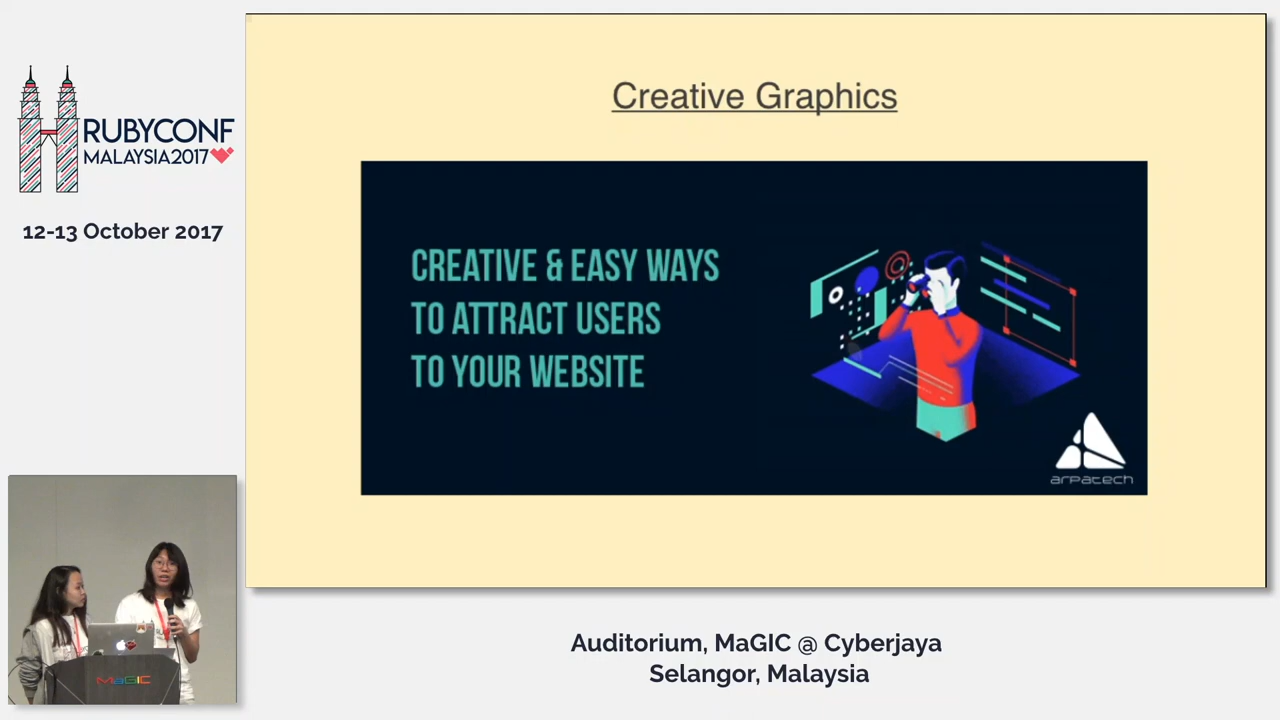 RUBYCONF
MALAYSIA2017
12-13 October 2017
Creative Graphics
CREATIVE & EASY WAYS
TO ATTRACT USERS
TO YOUR WEBSITE
arpatech
MaGIC
Auditorium, MaGIC @ Cyberjaya
Selangor, Malaysia